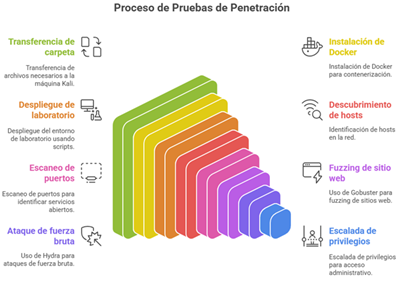 Proceso de Pruebas de Penetración
Transferencia de
carpeta
Transferencia de
archivos necesarios a la
máquina Kali.
Despliegue de
laboratorio
Despliegue del entorno
de laboratorio usando
scripts.
Escaneo de
puertos
Escaneo de puertos para
identificar servicios
abiertos.
Ataque de fuerza
bruta
Uso de Hydra para
ataques de fuerza bruta.
Instalación de
Docker
Instalación de Docker
para contenerización.
Descubrimiento
de hosts
Identificación de hosts
en la red.
Fuzzing de sitio
web
Uso de Gobuster para
fuzzing de sitios web.
Escalada de
privilegios
Escalada de privilegios
para acceso
administrativo.